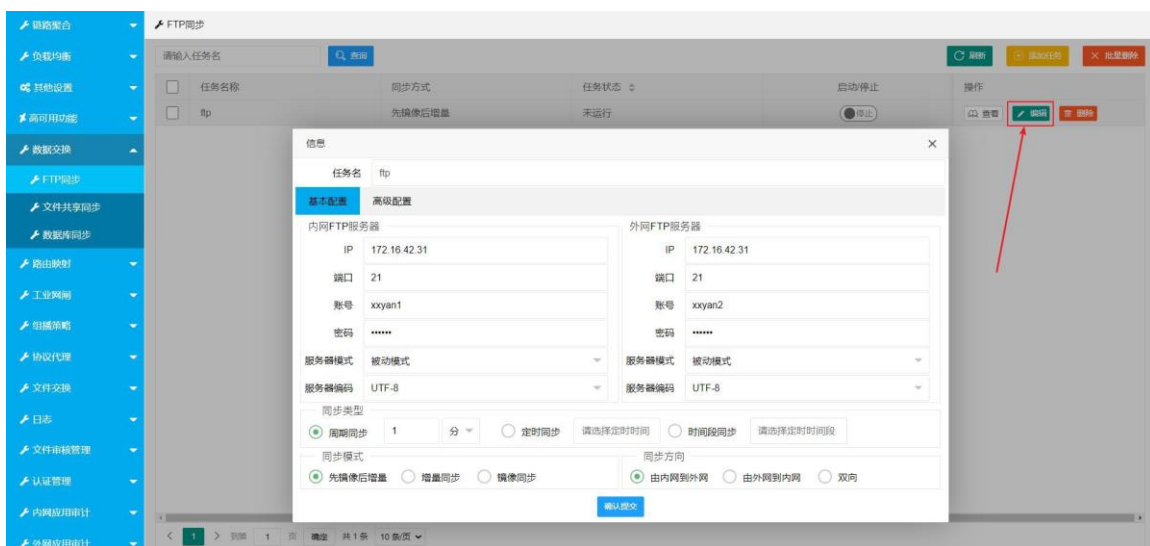 链路聚合
负载均衡
其他设置
高可用功能
数据交换
FTP同步
文件共享同步
数据库同步
路由映射
工业网闸
组播策略
协议代理
文件交换
日志
文件审核管理
认证管理
内网应用审计
外网应用审计
FTP同步
请输入任务名 查询 刷新 添加任务 批量删除
任务名称 同步方式 任务状态 启动/停止 操作
ftp 先镜像后增量 未运行 停止 查看 编辑 删除
信息
任务名 ftp
基本配置 高级配置
内网FTP服务器 外网FTP服务器
IP 172.16.42.31 IP 172.16.42.31
端口 21 端口 21
账号 xxyan1 账号 xxyan2
密码 •••••• 密码 ••••••
服务器模式 被动模式 服务器模式 被动模式
服务器编码 UTF-8 服务器编码 UTF-8
同步类型
周期同步 1 分 定时同步 请选择定时时间 时间段同步 请选择定时时间段
同步模式 同步方向
先镜像后增量 增量同步 镜像同步 由内网到外网 由外网到内网 双向
确认提交
1 到第 1 页 确定 共 1 条 10 条/页